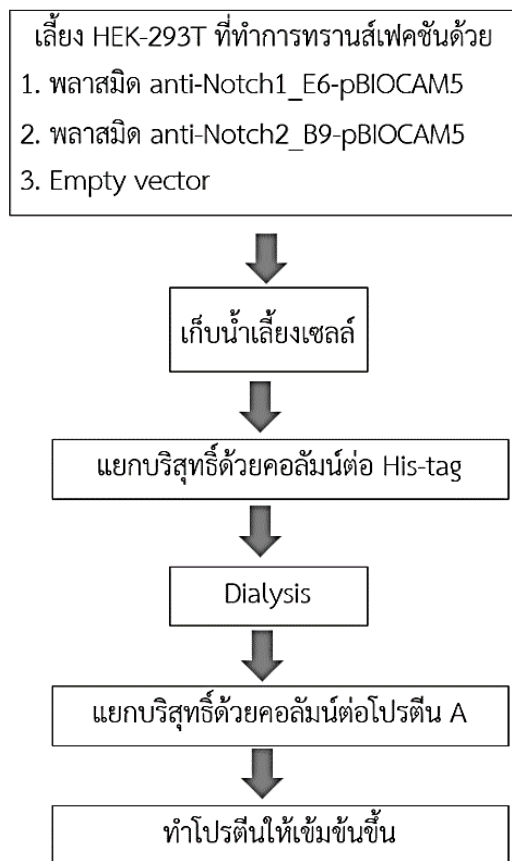 เลี้ยง HEK-293T ที่ทำการทรานส์เฟคชันด้วย
1. พลาสมิด anti-Notch1_E6-pBIOCAM5
2. พลาสมิด anti-Notch2_B9-pBIOCAM5
3. Empty vector
เก็บน้ำเลี้ยงเซลล์
แยกบริสุทธิ์ด้วยคอลัมน์ต่อ His-tag
Dialysis
แยกบริสุทธิ์ด้วยคอลัมน์ต่อโปรตีน A
ทำโปรตีนให้เข้มข้นขึ้น